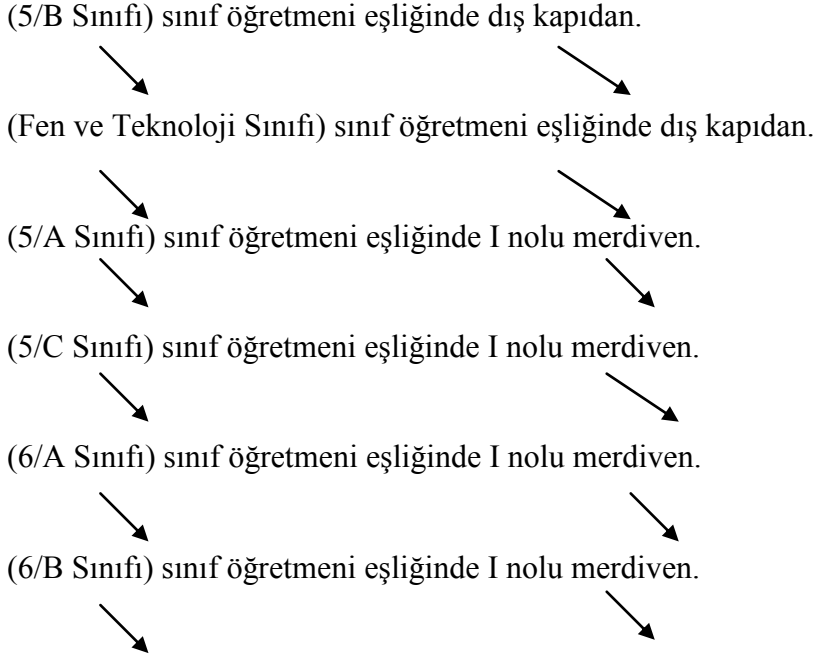 (5/B Sınıfı) sınıf öğretmeni eşliğinde dış kapıdan.
(Fen ve Teknoloji Sınıfı) sınıf öğretmeni eşliğinde dış kapıdan.
(5/A Sınıfı) sınıf öğretmeni eşliğinde I nolu merdiven.
(5/C Sınıfı) sınıf öğretmeni eşliğinde I nolu merdiven.
(6/A Sınıfı) sınıf öğretmeni eşliğinde I nolu merdiven.
(6/B Sınıfı) sınıf öğretmeni eşliğinde I nolu merdiven.